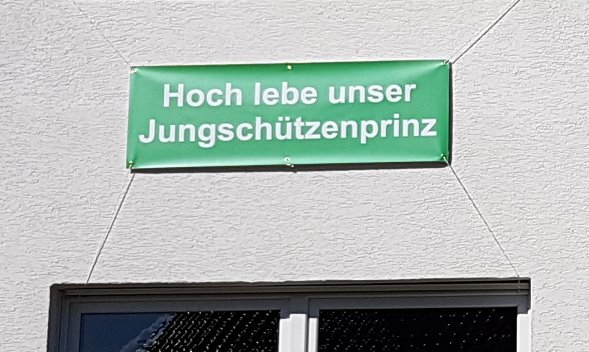 Hoch lebe unser
Jungschützenprinz